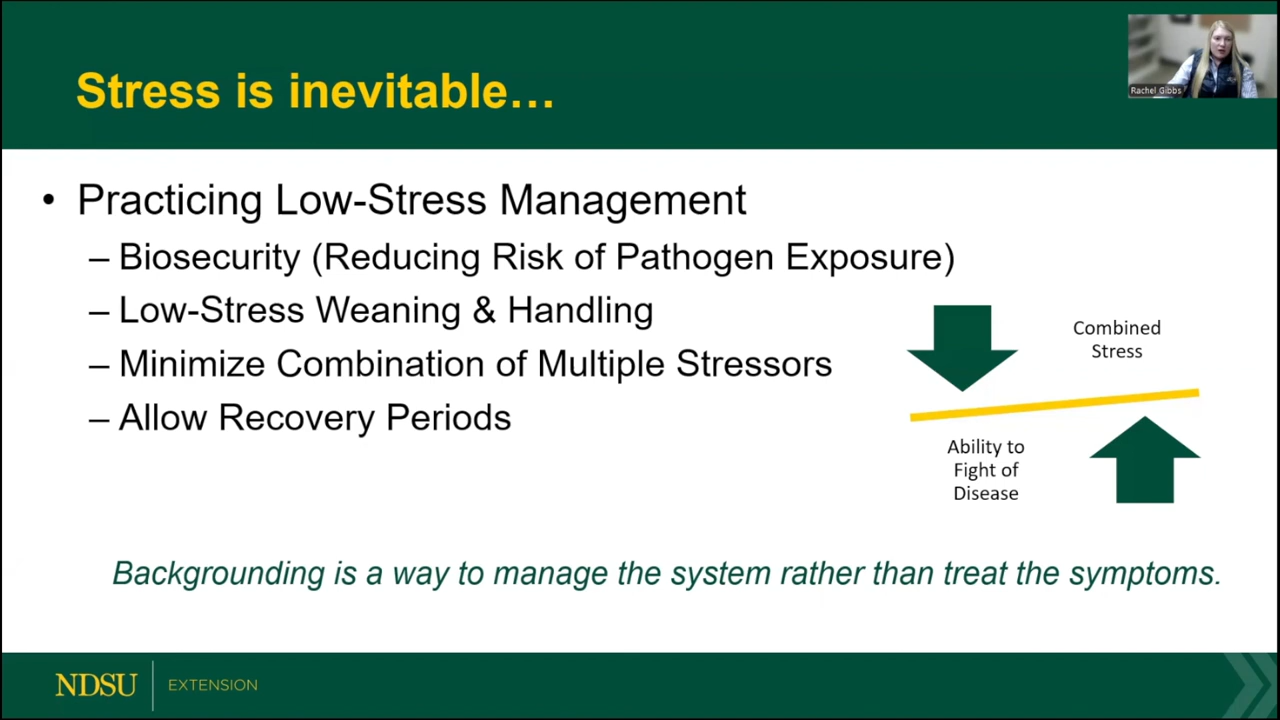 Stress is inevitable…
Rachel Gibbs
• Practicing Low-Stress Management
– Biosecurity (Reducing Risk of Pathogen Exposure)
– Low-Stress Weaning & Handling
– Minimize Combination of Multiple Stressors
– Allow Recovery Periods
Combined
Stress
Ability to
Fight of
Disease
Backgrounding is a way to manage the system rather than treat the symptoms.
NDSU
EXTENSION